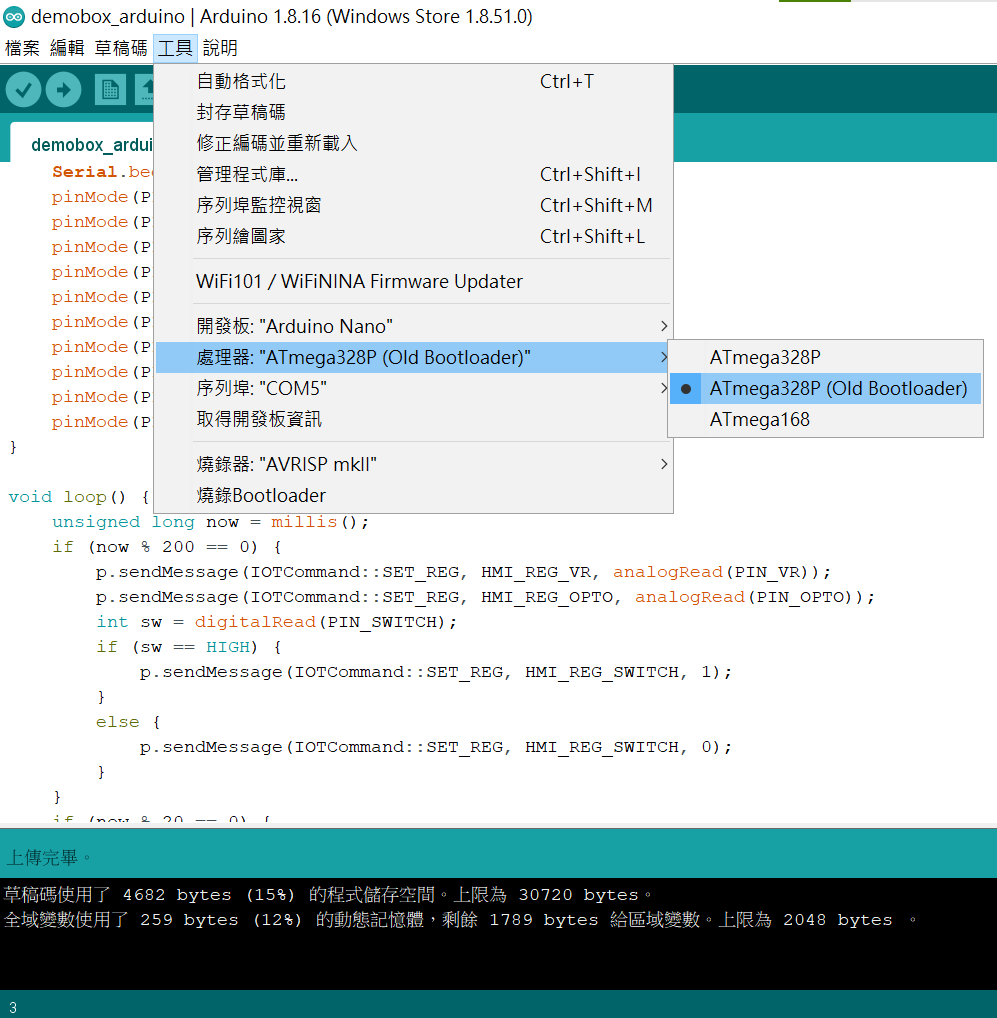 demobox_arduino | Arduino 1.8.16 (Windows Store 1.8.51.0)
檔案 編輯 草稿碼 工具 說明
自動格式化 Ctrl+T
封存草稿碼
修正編碼並重新載入
管理程式庫... Ctrl+Shift+I
序列埠監控視窗 Ctrl+Shift+M
序列繪圖家 Ctrl+Shift+L
WiFi101 / WiFiNINA Firmware Updater
開發板: "Arduino Nano"
處理器: "ATmega328P (Old Bootloader)"
序列埠: "COM5"
取得開發板資訊
燒錄器: "AVRISP mkII"
燒錄Bootloader
ATmega328P
ATmega328P (Old Bootloader)
ATmega168
demobox_ardui
Serial.be
pinMode(P
pinMode(P
pinMode(P
pinMode(P
pinMode(P
pinMode(P
pinMode(P
pinMode(P
pinMode(P
pinMode(P
}
void loop() {
unsigned long now = millis();
if (now % 200 == 0) {
p.sendMessage(IOTCommand::SET_REG, HMI_REG_VR, analogRead(PIN_VR));
p.sendMessage(IOTCommand::SET_REG, HMI_REG_OPTO, analogRead(PIN_OPTO));
int sw = digitalRead(PIN_SWITCH);
if (sw == HIGH) {
p.sendMessage(IOTCommand::SET_REG, HMI_REG_SWITCH, 1);
}
else {
p.sendMessage(IOTCommand::SET_REG, HMI_REG_SWITCH, 0);
}
}
if (now % 20 == 0) {
上傳完畢。
草稿碼使用了 4682 bytes (15%) 的程式儲存空間。上限為 30720 bytes。
全域變數使用了 259 bytes (12%) 的動態記憶體，剩餘 1789 bytes 給區域變數。上限為 2048 bytes 。
3